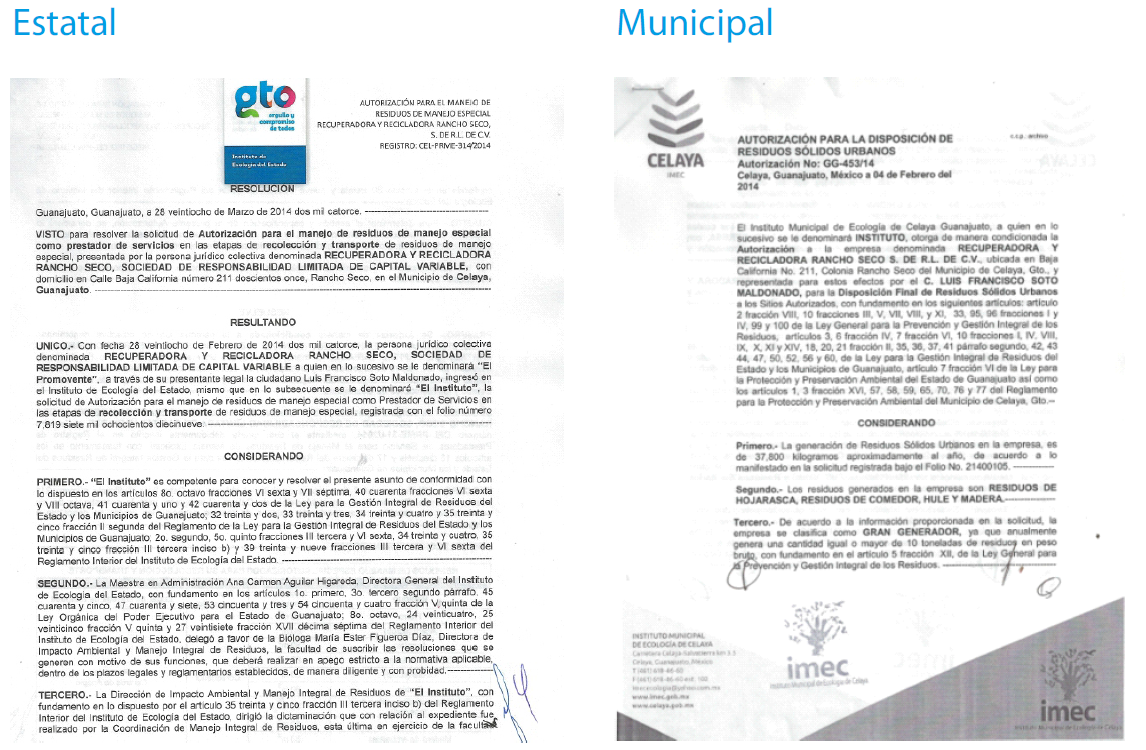 Estatal
gto
orgullo y
compromiso
de todos
Instituto de
Ecología del Estado
AUTORIZACIÓN PARA EL MANEJO DE
RESIDUOS DE MANEJO ESPECIAL
RECUPERADORA Y RECICLADORA RANCHO SECO,
S. DE R.L. DE C.V.
REGISTRO: CEL-PRIVE-314/2014
RESOLUCIÓN
Guanajuato, Guanajuato, a 28 veintiocho de Marzo de 2014 dos mil catorce.
VISTO para resolver la solicitud de Autorización para el manejo de residuos de manejo especial
como prestador de servicios en las etapas de recolección y transporte de residuos de manejo
especial, presentada por la persona jurídico colectiva denominada RECUPERADORA Y RECICLADORA
RANCHO SECO, SOCIEDAD DE RESPONSABILIDAD LIMITADA DE CAPITAL VARIABLE, con
domicilio en Calle Baja California número 211 doscientos once, Rancho Seco, en el Municipio de Celaya,
Guanajuato.
RESULTANDO
UNICO.- Con fecha 28 veintiocho de Febrero de 2014 dos mil catorce, la persona jurídico colectiva
denominada RECUPERADORA Y RECICLADORA RANCHO SECO, SOCIEDAD DE
RESPONSABILIDAD LIMITADA DE CAPITAL VARIABLE a quien en lo sucesivo se le denominará "El
Promovente", a través de su presentante legal la ciudadano Luis Francisco Soto Maldonado, ingresó en
el Instituto de Ecología del Estado, mismo que en lo subsecuente se le denominará "El Instituto", la
solicitud de Autorización para el manejo de residuos de manejo especial como Prestador de Servicios en
las etapas de recolección y transporte de residuos de manejo especial, registrada con el folio número
7,819 siete mil ochocientos diecinueve.
CONSIDERANDO
PRIMERO.- "El Instituto" es competente para conocer y resolver el presente asunto de conformidad con
lo dispuesto en los artículos 8o. octavo fracciones VI sexta y VII séptima, 40 cuarenta fracciones VI sexta
y VIII octava, 41 cuarenta y uno y 42 cuarenta y dos de la Ley para la Gestión Integral de Residuos del
Estado y los Municipios de Guanajuato; 32 treinta y dos, 33 treinta y tres, 34 treinta y cuatro y 35 treinta y
cinco fracción II segunda del Reglamento de la Ley para la Gestión Integral de Residuos del Estado y los
Municipios de Guanajuato; 2o. segundo, 5o. quinto fracciones III tercera y VI sexta, 34 treinta y cuatro, 35
treinta y cinco fracción III tercera inciso b) y 39 treinta y nueve fracciones III tercera y VI sexta del
Reglamento Interior del Instituto de Ecología del Estado.
SEGUNDO.- La Maestra en Administración Ana Carmen Aguilar Higareda, Directora General del Instituto
de Ecología del Estado, con fundamento en los artículos 1o. primero, 3o. tercero segundo párrafo, 45
cuarenta y cinco, 47 cuarenta y siete, 53 cincuenta y tres y 54 cincuenta y cuatro fracción V quinta de la
Ley Orgánica del Poder Ejecutivo para el Estado de Guanajuato; 8o. octavo, 24 veinticuatro, 25
veinticinco fracción V quinta y 27 veintisiete fracción XVII décima séptima del Reglamento Interior del
Instituto de Ecología del Estado, delegó a favor de la Bióloga María Ester Figueroa Díaz, Directora de
Impacto Ambiental y Manejo Integral de Residuos, la facultad de suscribir las resoluciones que se
generen con motivo de sus funciones, que deberá realizar en apego estricto a la normativa aplicable,
dentro de los plazos legales y reglamentarios establecidos, de manera diligente y con probidad.
TERCERO.- La Dirección de Impacto Ambiental y Manejo Integral de Residuos de "El Instituto", con
fundamento en lo dispuesto por el artículo 35 treinta y cinco fracción III tercera inciso b) del Reglamento
Interior del Instituto de Ecología del Estado, dirigió la dictaminación que con relación al expediente fue
realizado por la Coordinación de Manejo Integral de Residuos, esta última en ejercicio de la facultad
Municipal
CELAYA
IMEC
AUTORIZACIÓN PARA LA DISPOSICIÓN DE
RESIDUOS SÓLIDOS URBANOS
Autorización No: GG-453/14
Celaya, Guanajuato, México a 04 de Febrero del
2014
c.c.p. archivo
El Instituto Municipal de Ecología de Celaya Guanajuato, a quien en lo
sucesivo se le denominará INSTITUTO, otorga de manera condicionada la
Autorización a la empresa denominada RECUPERADORA Y
RECICLADORA RANCHO SECO S. DE R.L. DE C.V., ubicada en Baja
California No. 211, Colonia Rancho Seco del Municipio de Celaya, Gto., y
representada para estos efectos por el C. LUIS FRANCISCO SOTO
MALDONADO, para la Disposición Final de Residuos Sólidos Urbanos
a los Sitios Autorizados, con fundamento en los siguientes artículos: artículo
2 fracción VIII, 10 fracciones III, V, VII, VIII, y XI, 33, 95, 96 fracciones I y
IV, 99 y 100 de la Ley General para la Prevención y Gestión Integral de los
Residuos, artículos 3, 6 fracción IV, 7 fracción VI, 10 fracciones I, IV, VIII,
IX, X, XI y XIV, 18, 20, 21 fracción II, 35, 36, 37, 41 párrafo segundo, 42, 43
44, 47, 50, 52, 56 y 60, de la Ley para la Gestión Integral de Residuos del
Estado y los Municipios de Guanajuato, artículo 7 fracción VI de la Ley para
la Protección y Preservación Ambiental del Estado de Guanajuato así como
los artículos 1, 3 fracción XVI, 57, 58, 59, 65, 70, 76 y 77 del Reglamento
para la Protección y Preservación Ambiental del Municipio de Celaya, Gto.--
CONSIDERANDO
Primero.- La generación de Residuos Sólidos Urbanos en la empresa, es
de 37,800 kilogramos aproximadamente al año, de acuerdo a lo
manifestado en la solicitud registrada bajo el Folio No. 21400105.
Segundo.- Los residuos generados en la empresa son RESIDUOS DE
HOJARASCA, RESIDUOS DE COMEDOR, HULE Y MADERA.
Tercero.- De acuerdo a la información proporcionada en la solicitud, la
empresa se clasifica como GRAN GENERADOR, ya que anualmente
genera una cantidad igual o mayor de 10 toneladas de residuos en peso
bruto, con fundamento en el artículo 5 fracción XII, de la Ley General para
la Prevención y Gestión Integral de los Residuos.
INSTITUTO MUNICIPAL
DE ECOLOGÍA DE CELAYA
Carretera Celaya-Salvatierra km 3.5
Celaya, Guanajuato, México
www.imec.gob.mx
www.celaya.gob.mx
imec
Instituto Municipal de Ecología de Celaya
imec
Instituto Municipal de Ecología de Celaya